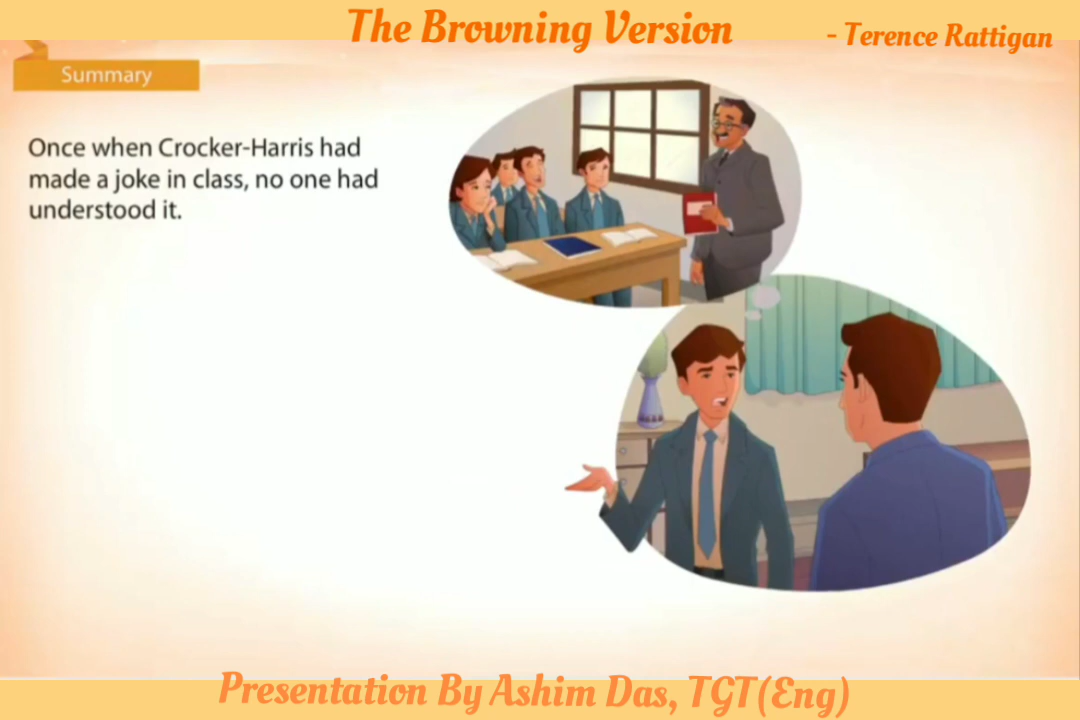 The Browning Version
- Terence Rattigan
Summary
Once when Crocker-Harris had
made a joke in class, no one had
understood it.
Presentation By Ashim Das, TGT(Eng)